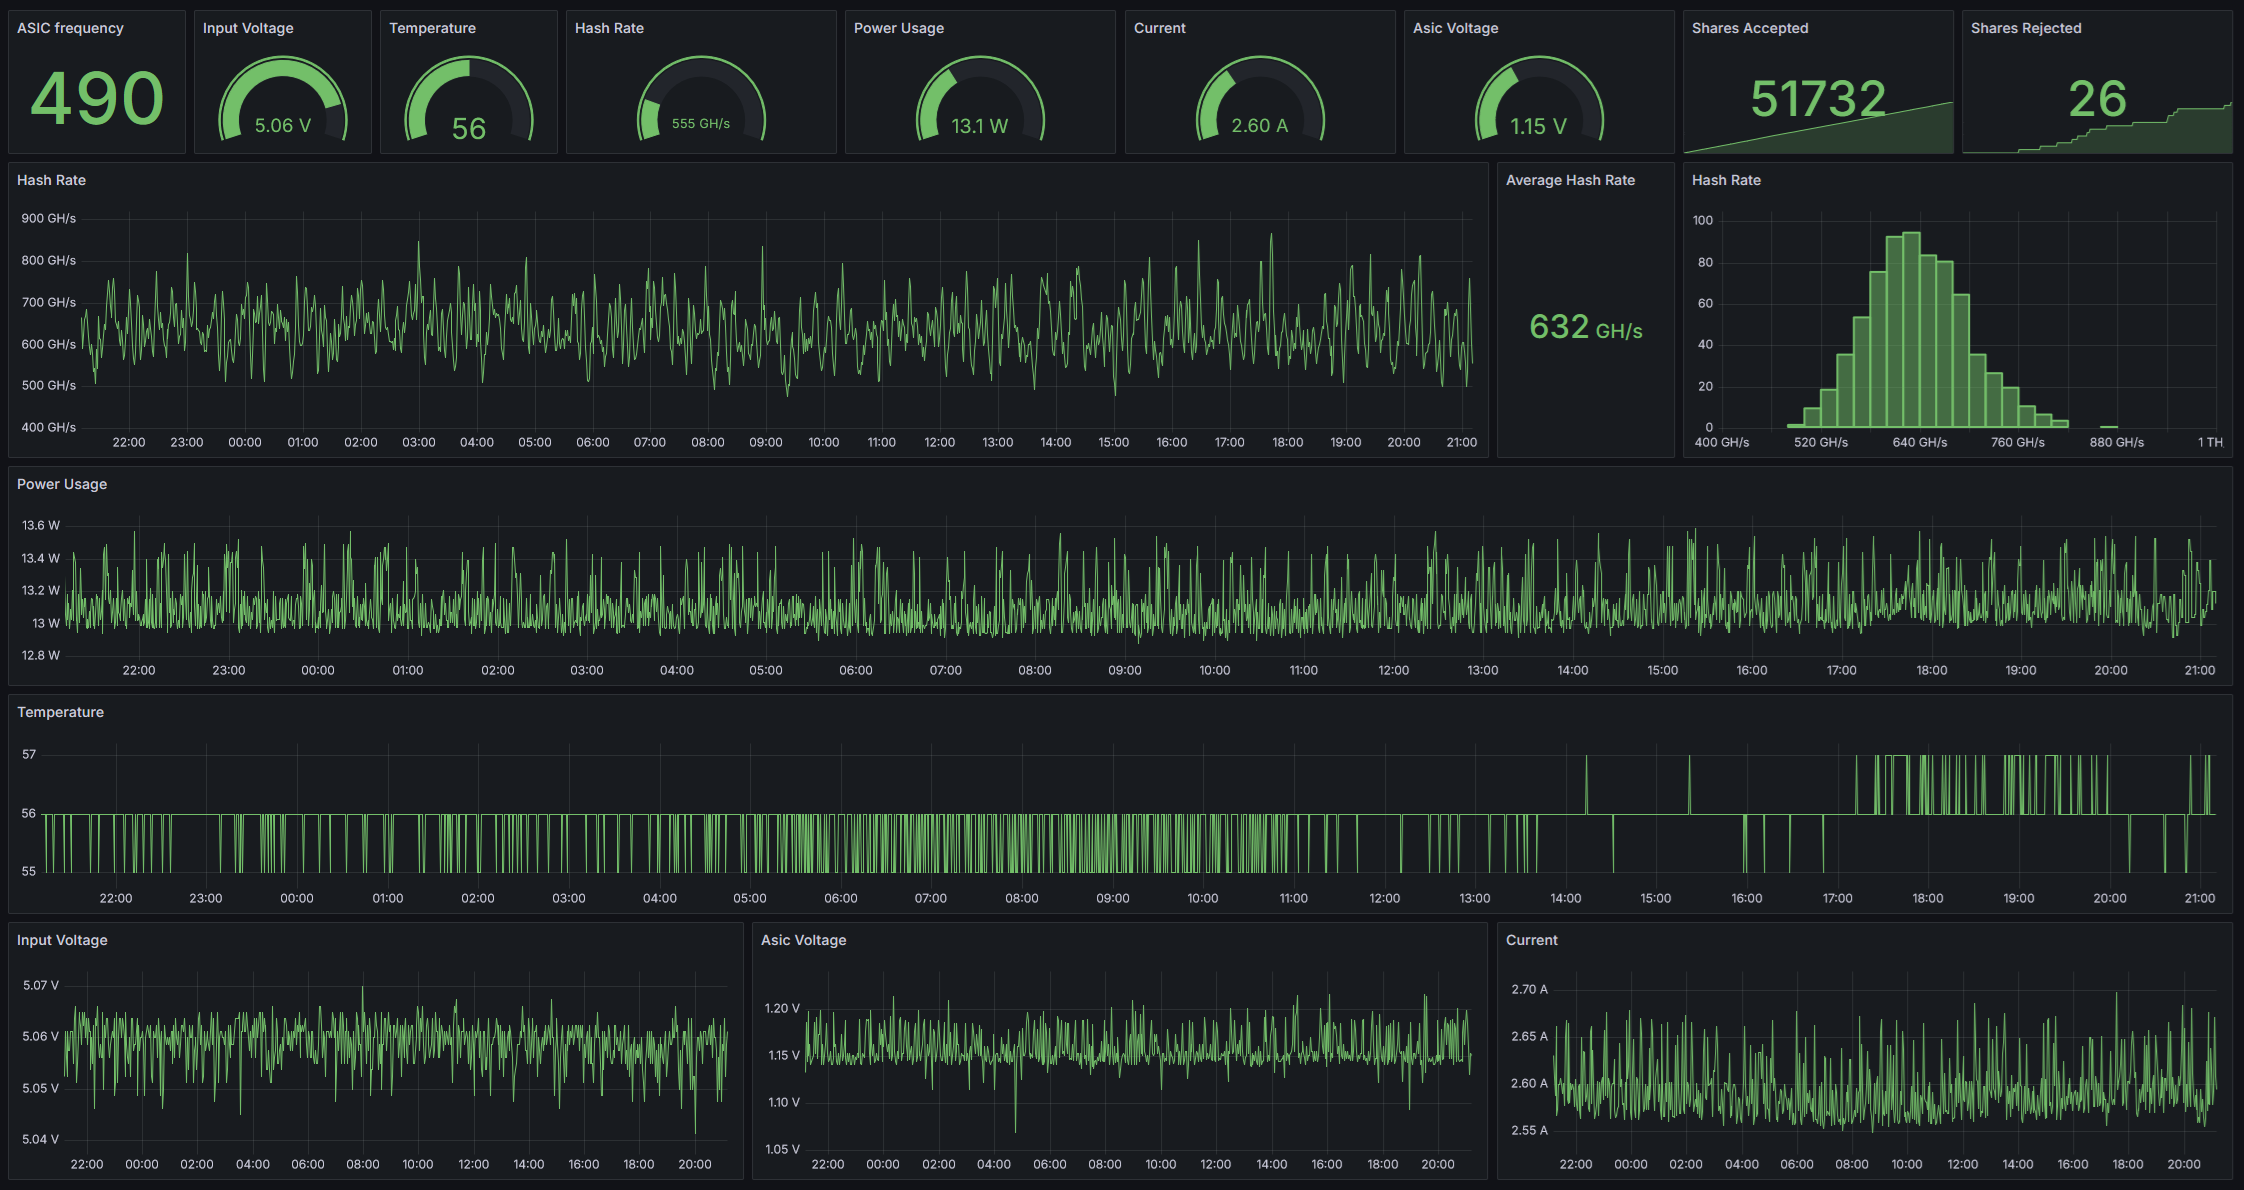 ASIC frequency
490
Input Voltage
5.06 V
Temperature
56
Hash Rate
555 GH/s
Power Usage
13.1 W
Current
2.60 A
Asic Voltage
1.15 V
Shares Accepted
51732
Shares Rejected
26
Hash Rate
900 GH/s
800 GH/s
700 GH/s
600 GH/s
500 GH/s
400 GH/s
22:00 23:00 00:00 01:00 02:00 03:00 04:00 05:00 06:00 07:00 08:00 09:00 10:00 11:00 12:00 13:00 14:00 15:00 16:00 17:00 18:00 19:00 20:00 21:00
Average Hash Rate
632 GH/s
Hash Rate
100
80
60
40
20
0
400 GH/s 520 GH/s 640 GH/s 760 GH/s 880 GH/s 1 TH
Power Usage
13.6 W
13.4 W
13.2 W
13 W
12.8 W
22:00 23:00 00:00 01:00 02:00 03:00 04:00 05:00 06:00 07:00 08:00 09:00 10:00 11:00 12:00 13:00 14:00 15:00 16:00 17:00 18:00 19:00 20:00 21:00
Temperature
57
56
55
22:00 23:00 00:00 01:00 02:00 03:00 04:00 05:00 06:00 07:00 08:00 09:00 10:00 11:00 12:00 13:00 14:00 15:00 16:00 17:00 18:00 19:00 20:00 21:00
Input Voltage
5.07 V
5.06 V
5.05 V
5.04 V
22:00 00:00 02:00 04:00 06:00 08:00 10:00 12:00 14:00 16:00 18:00 20:00
Asic Voltage
1.20 V
1.15 V
1.10 V
1.05 V
22:00 00:00 02:00 04:00 06:00 08:00 10:00 12:00 14:00 16:00 18:00 20:00
Current
2.70 A
2.65 A
2.60 A
2.55 A
22:00 00:00 02:00 04:00 06:00 08:00 10:00 12:00 14:00 16:00 18:00 20:00